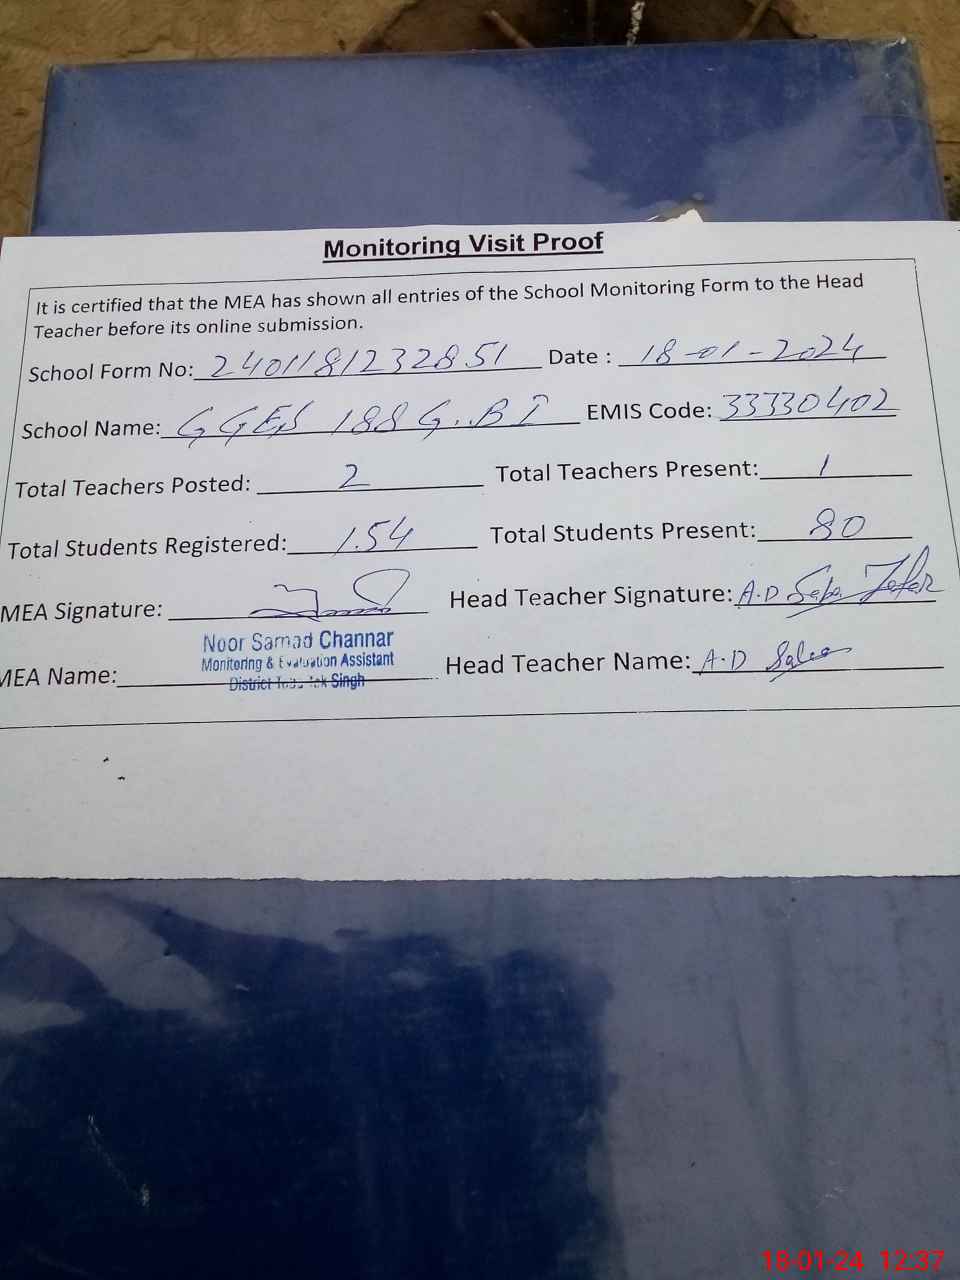 Monitoring Visit Proof
It is certified that the MEA has shown all entries of the School Monitoring Form to the Head
Teacher before its online submission.
School Form No: 2401181232851 Date : 18-01-2024
School Name: GGES 188 G.B I EMIS Code: 33330402
Total Teachers Posted: 2 Total Teachers Present: 1
Total Students Registered: 154 Total Students Present: 80
MEA Signature: Head Teacher Signature: A.D Saba
Noor Samad Channar
Monitoring & Evaluation Assistant
MEA Name: Head Teacher Name: A.D
District Singh
18-01-24 12:37